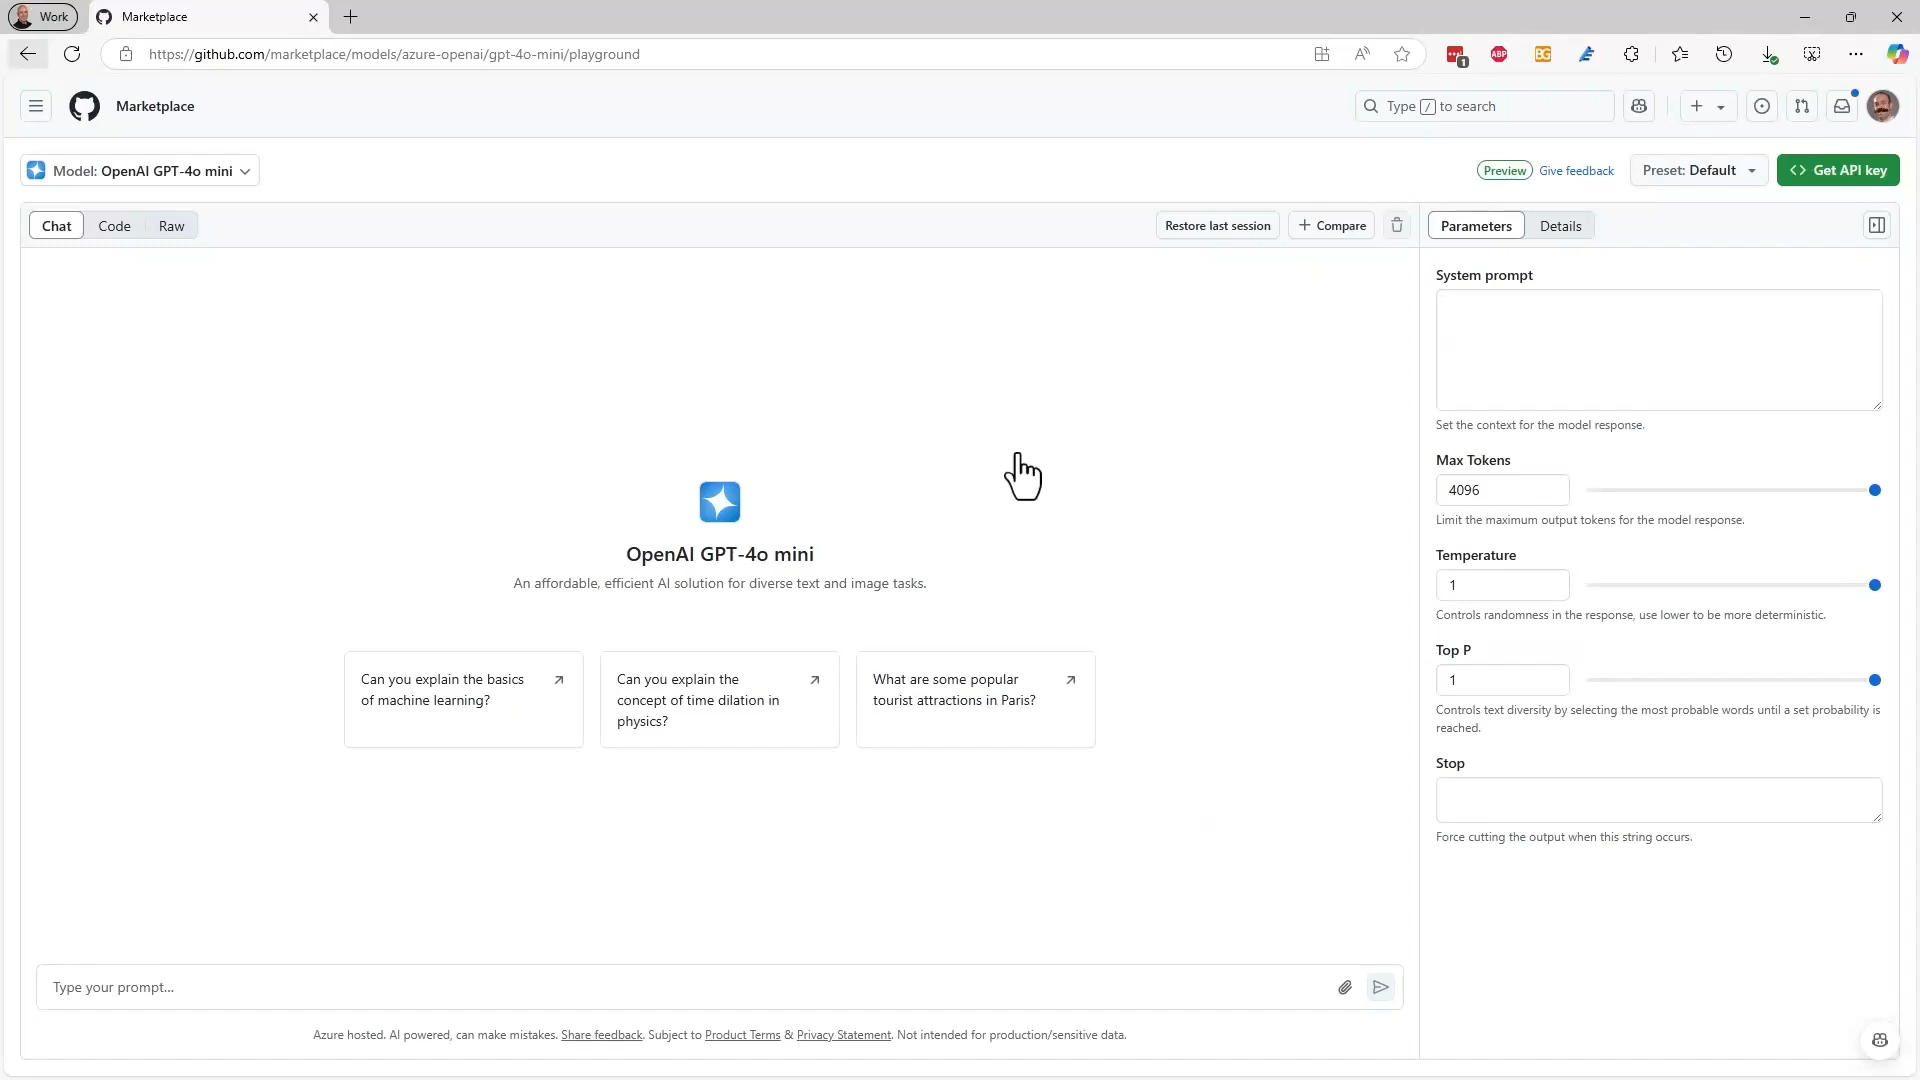 Work
Marketplace
https://github.com/marketplace/models/azure-openai/gpt-4o-mini/playground
1
ABP
BG
Marketplace
Type / to search
Model: OpenAI GPT-4o mini
Preview
Give feedback
Preset: Default
Get API key
Chat
Code
Raw
Restore last session
Compare
Parameters
Details
System prompt
Set the context for the model response.
Max Tokens
4096
Limit the maximum output tokens for the model response.
Temperature
1
Controls randomness in the response, use lower to be more deterministic.
Top P
1
Controls text diversity by selecting the most probable words until a set probability is
reached.
Stop
Force cutting the output when this string occurs.
OpenAI GPT-4o mini
An affordable, efficient AI solution for diverse text and image tasks.
Can you explain the basics
of machine learning?
Can you explain the
concept of time dilation in
physics?
What are some popular
tourist attractions in Paris?
Type your prompt...
Azure hosted. AI powered, can make mistakes. Share feedback. Subject to Product Terms & Privacy Statement. Not intended for production/sensitive data.